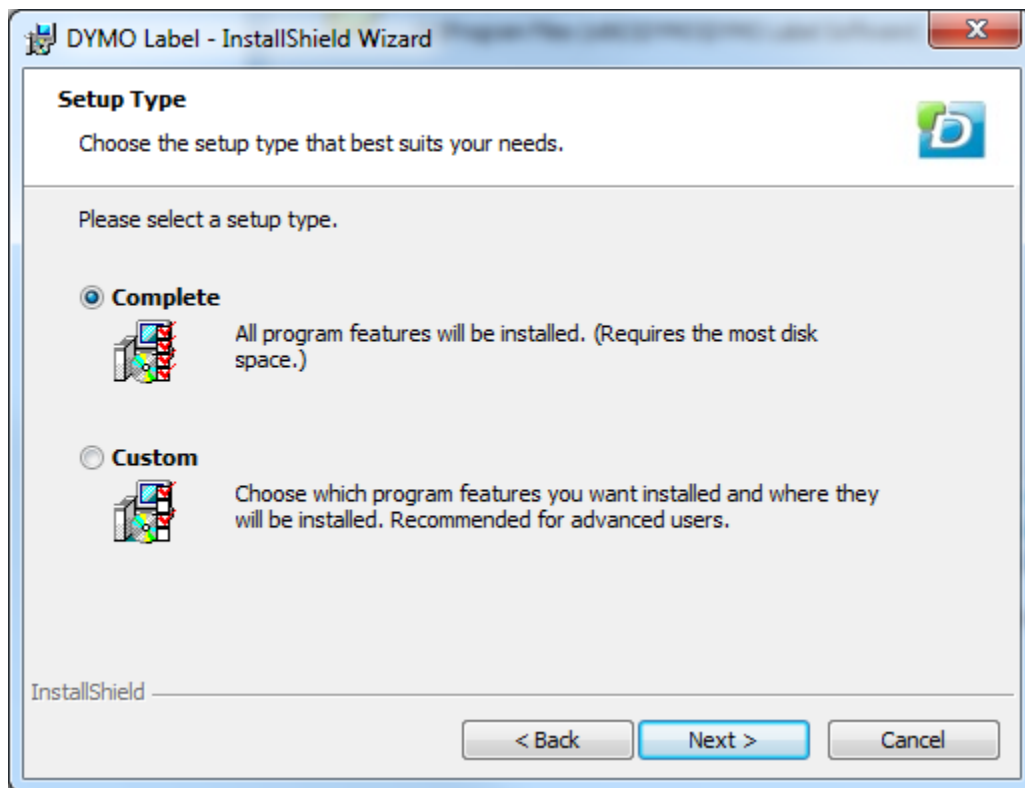 DYMO Label - InstallShield Wizard
Setup Type
Choose the setup type that best suits your needs.
Please select a setup type.
Complete
All program features will be installed. (Requires the most disk
space.)
Custom
Choose which program features you want installed and where they
will be installed. Recommended for advanced users.
InstallShield
< Back
Next >
Cancel